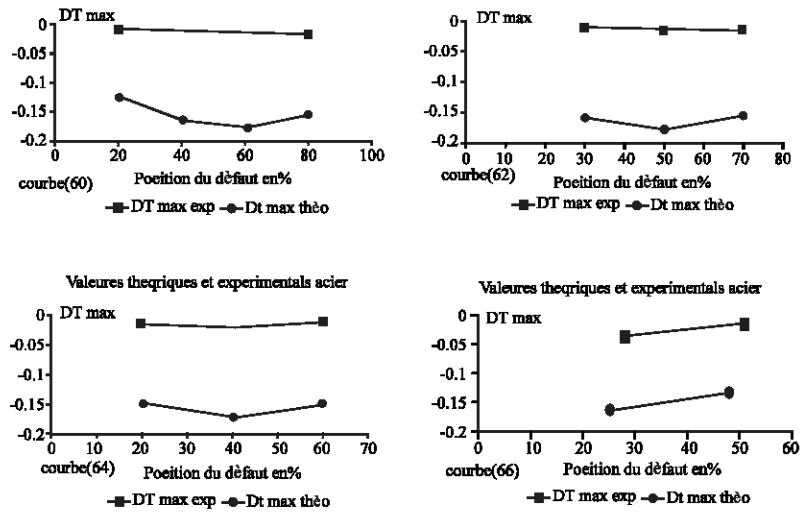 DT max
0
-0.05
-0.1
-0.15
-0.2
0 20 40 60 80 100
courbe(60) Poeition du dèfaut en%
DT max exp Dt max thèo
DT max
0
-0.05
-0.1
-0.15
-0.2
0 10 20 30 40 50 60 70 80
courbe(62) Poeition du dèfaut en%
DT max exp Dt max thèo
Valeures theqriques et experimentals acier
DT max
0
-0.05
-0.1
-0.15
-0.2
0 10 20 30 40 50 60 70
courbe(64) Poeition du dèfaut en%
DT max exp Dt max thèo
Valeures theqriques et experimentals acier
DT max
0
-0.05
-0.1
-0.15
-0.2
0 10 20 30 40 50 60
courbe(66) Poeition du dèfaut en%
DT max exp Dt max thèo